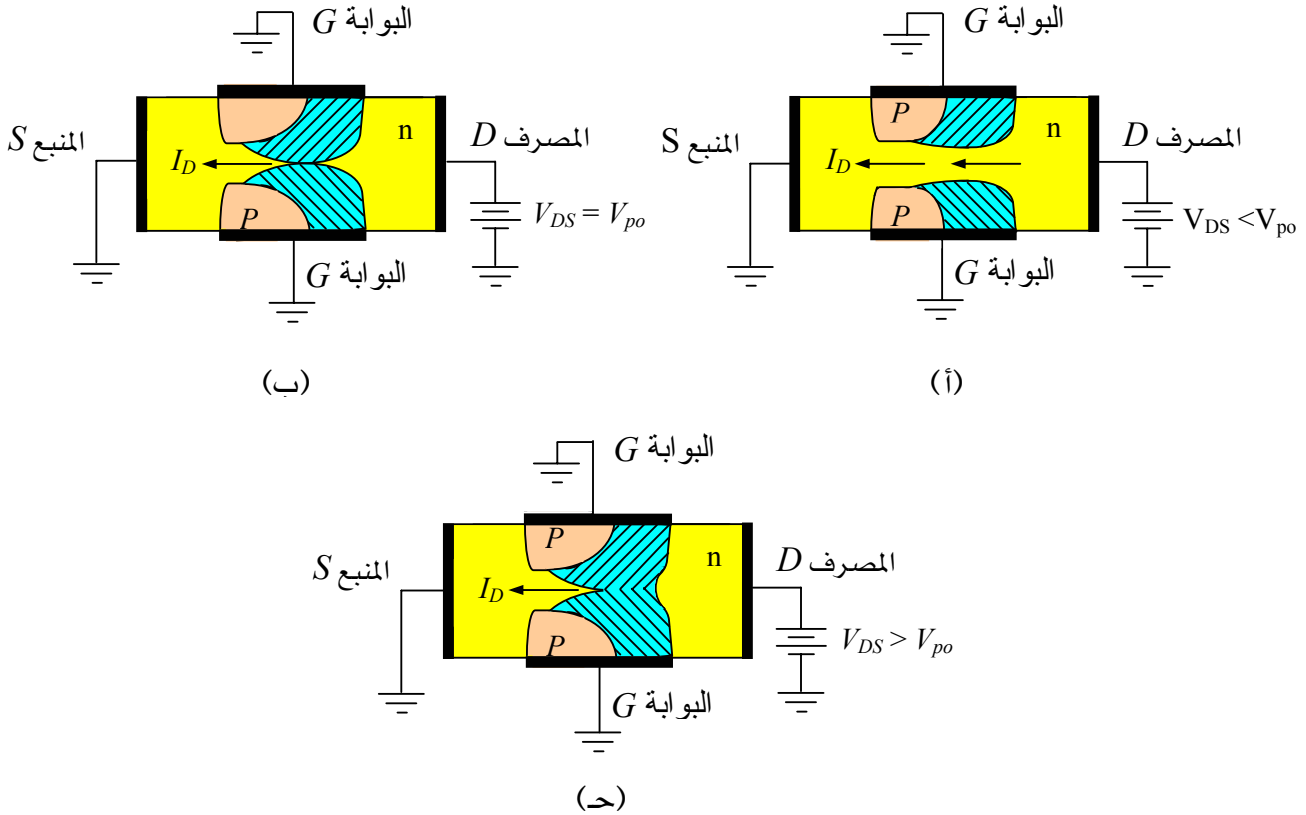 البوابة G
P
n
المصرف D
المنبع S
I_D
V_DS < V_po
P
البوابة G
(أ)
البوابة G
n
المصرف D
المنبع S
I_D
V_DS = V_po
P
البوابة G
(ب)
البوابة G
P
n
المصرف D
المنبع S
I_D
V_DS > V_po
P
البوابة G
(حـ)